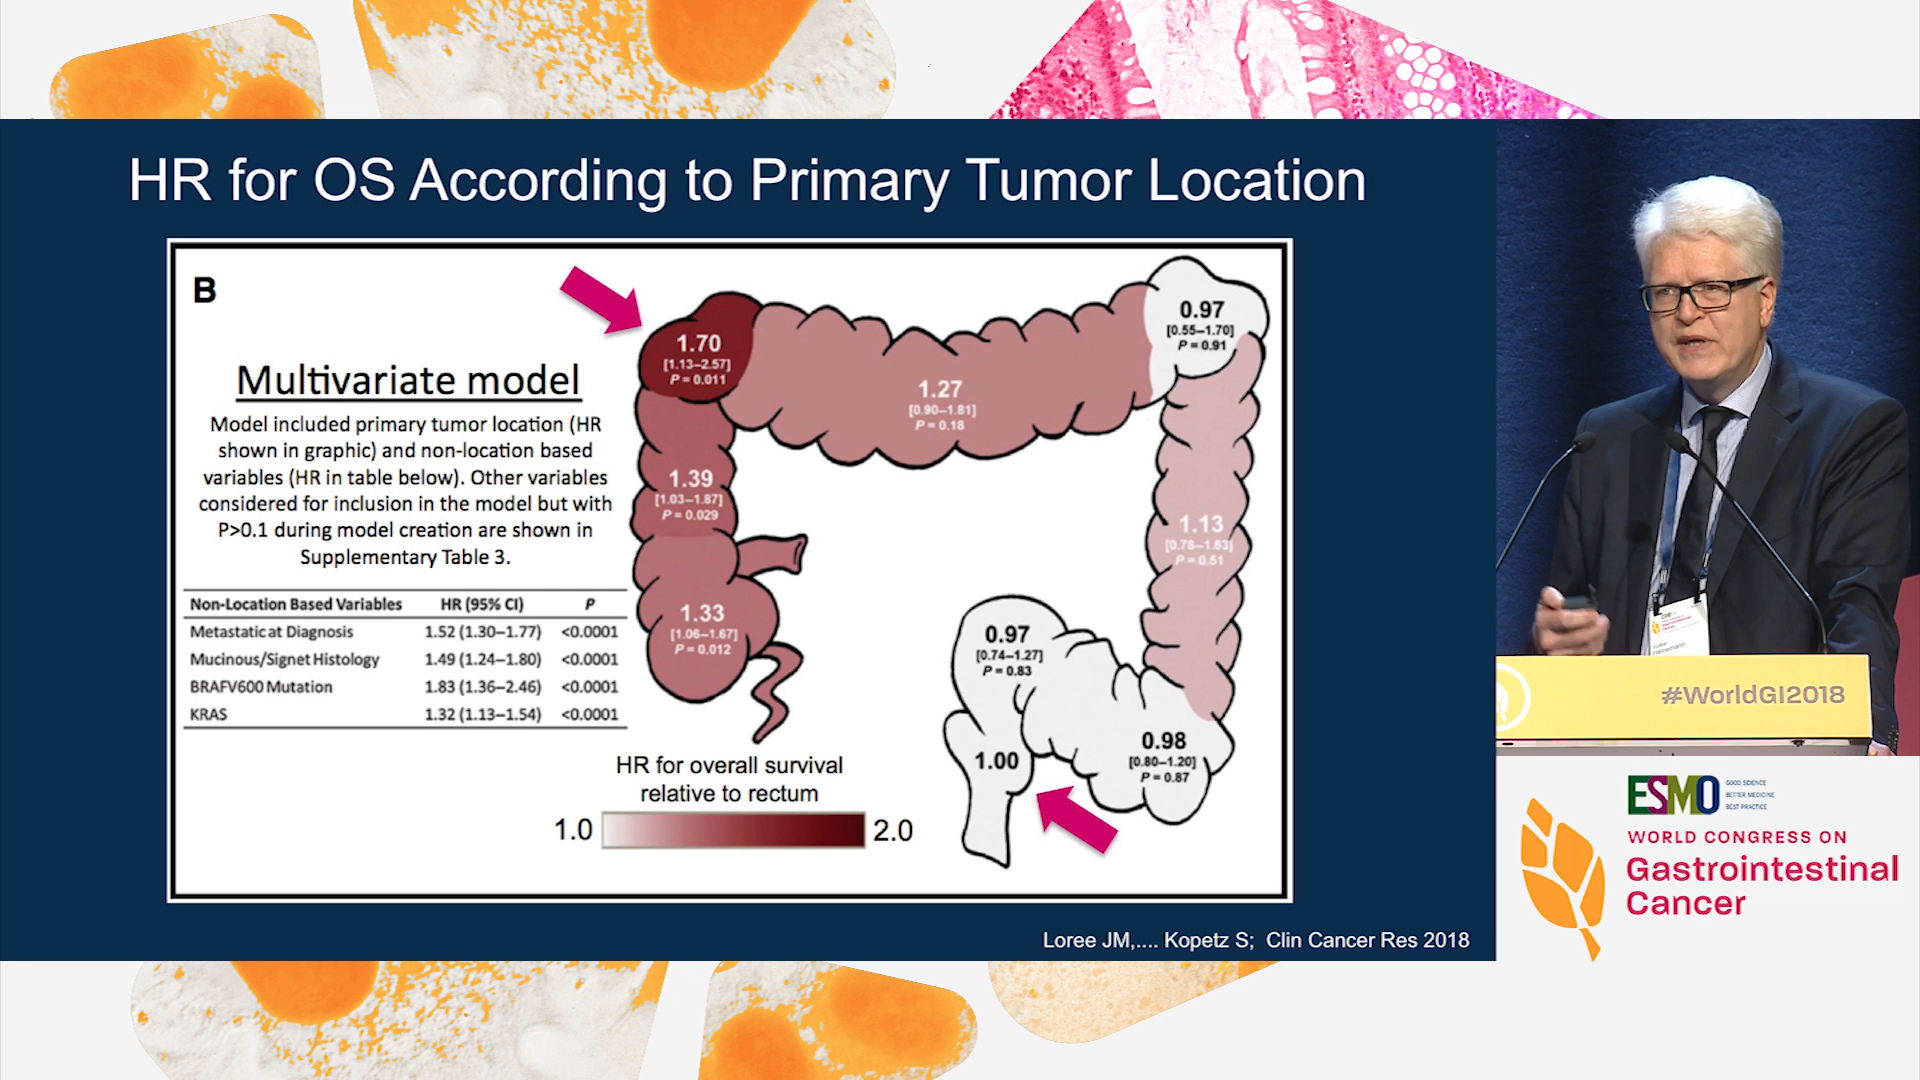 HR for OS According to Primary Tumor Location
B
Multivariate model
Model included primary tumor location (HR
shown in graphic) and non-location based
variables (HR in table below). Other variables
considered for inclusion in the model but with
P>0.1 during model creation are shown in
Supplementary Table 3.
Non-Location Based Variables HR (95% CI) P
Metastatic at Diagnosis 1.52 (1.30–1.77) <0.0001
Mucinous/Signet Histology 1.49 (1.24–1.80) <0.0001
BRAFV600 Mutation 1.83 (1.36–2.46) <0.0001
KRAS 1.32 (1.13–1.54) <0.0001
1.70
[1.13–2.57]
P = 0.011
1.39
[1.03–1.87]
P = 0.029
1.33
[1.06–1.67]
P = 0.012
1.27
[0.90–1.81]
P = 0.18
0.97
[0.55–1.70]
P = 0.91
1.13
[0.78–1.63]
P = 0.51
0.97
[0.74–1.27]
P = 0.83
0.98
[0.80–1.20]
P = 0.87
1.00
HR for overall survival
relative to rectum
1.0 2.0
Loree JM,.... Kopetz S; Clin Cancer Res 2018
#WorldGI2018
ESMO
GOOD SCIENCE
BETTER MEDICINE
BEST PRACTICE
WORLD CONGRESS ON
Gastrointestinal
Cancer